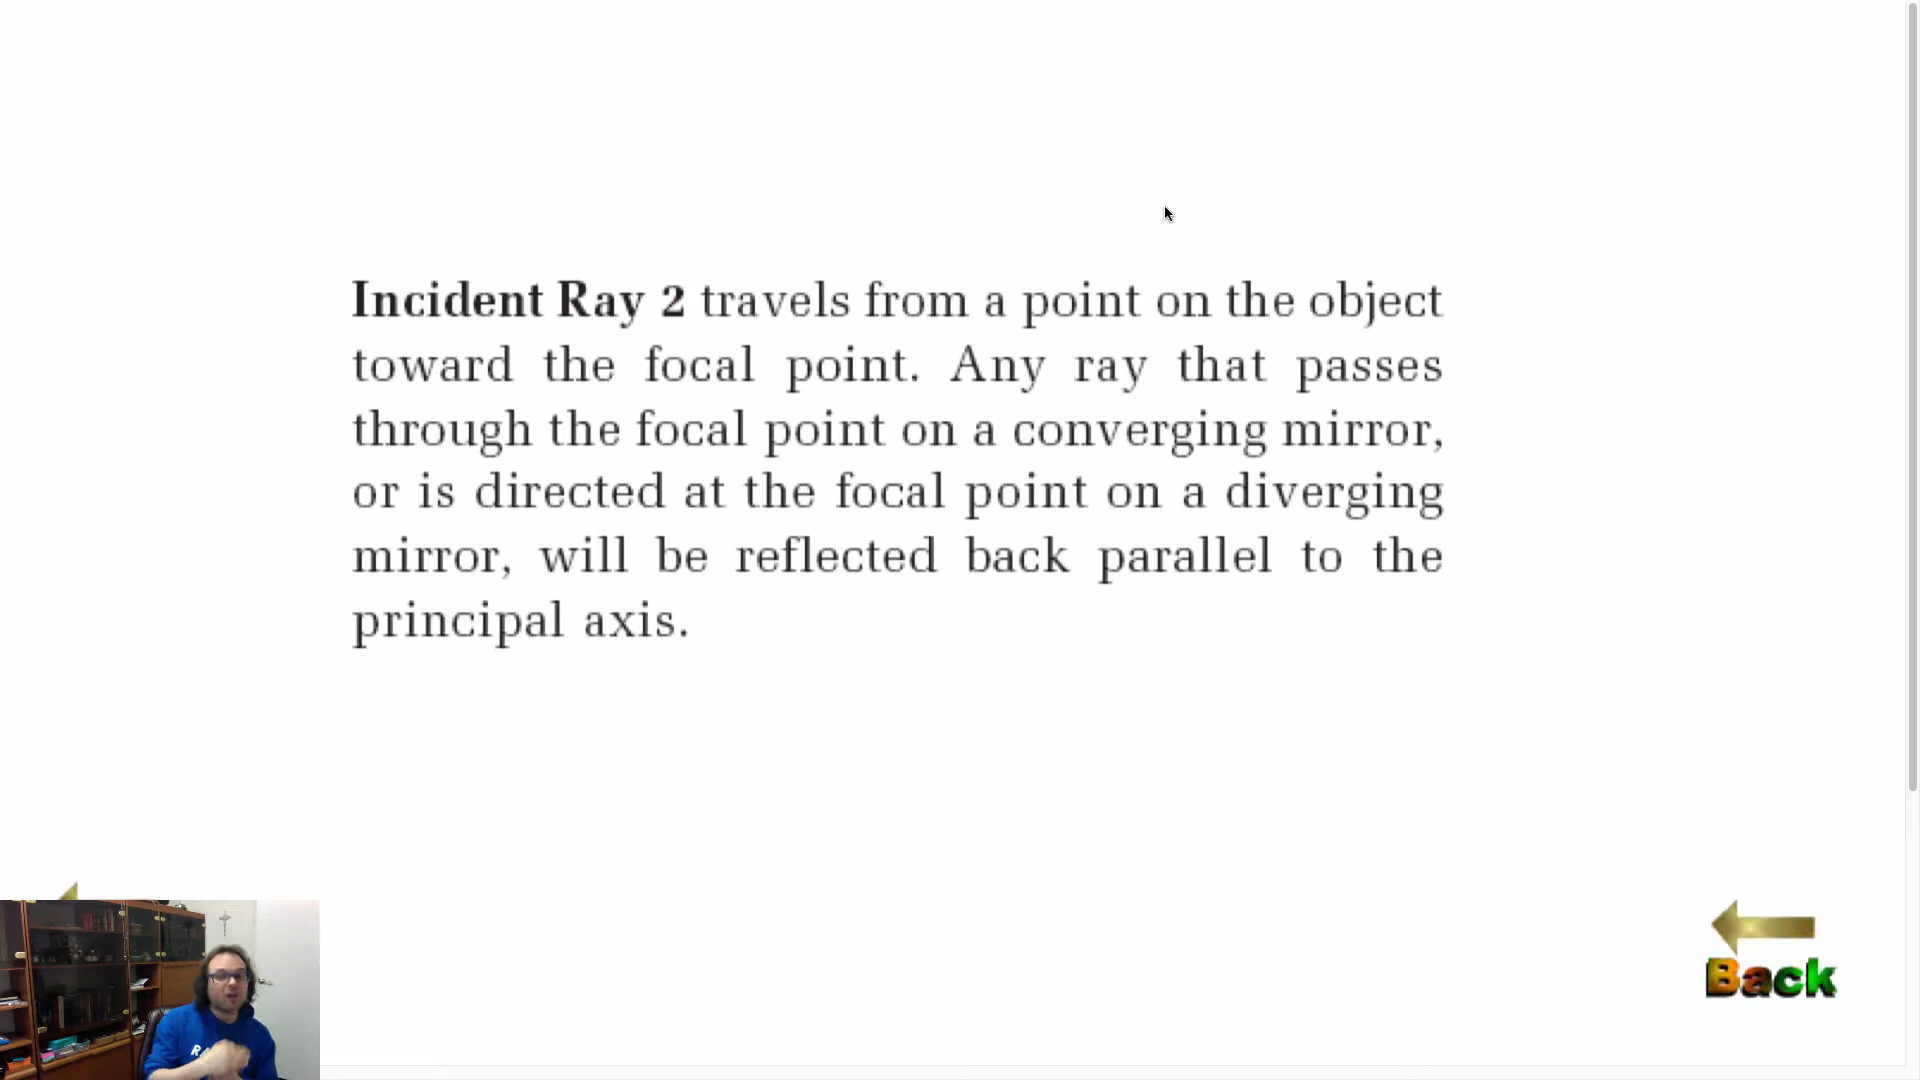 Incident Ray 2 travels from a point on the object
toward the focal point. Any ray that passes
through the focal point on a converging mirror,
or is directed at the focal point on a diverging
mirror, will be reflected back parallel to the
principal axis.
Back